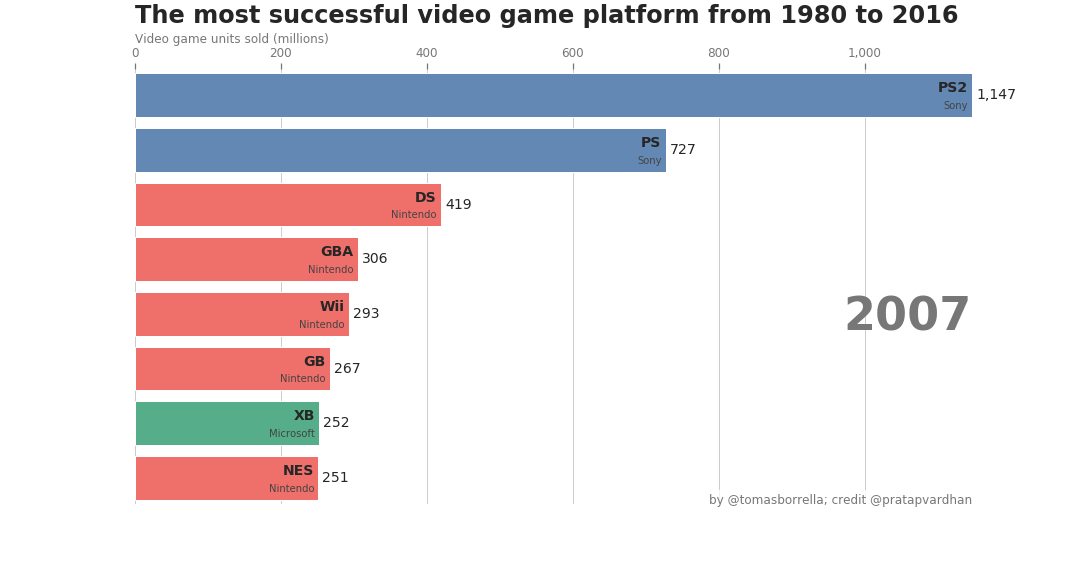 The most successful video game platform from 1980 to 2016
Video game units sold (millions)
0 200 400 600 800 1,000
PS2 1,147
Sony
PS 727
Sony
DS 419
Nintendo
GBA 306
Nintendo
Wii 293
Nintendo
2007
GB 267
Nintendo
XB 252
Microsoft
NES 251
Nintendo
by @tomasborrella; credit @pratapvardhan